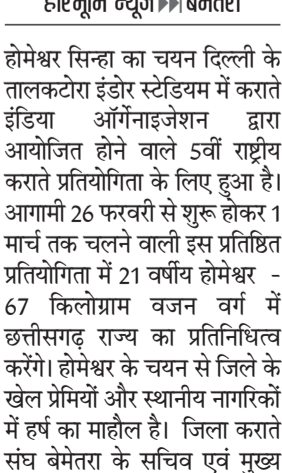 हरिभूमि न्यूज ▶▶ बेमेतरा
होमेश्वर सिन्हा का चयन दिल्ली के
तालकटोरा इंडोर स्टेडियम में कराते
इंडिया ऑर्गेनाइजेशन द्वारा
आयोजित होने वाले 5वीं राष्ट्रीय
कराते प्रतियोगिता के लिए हुआ है।
आगामी 26 फरवरी से शुरू होकर 1
मार्च तक चलने वाली इस प्रतिष्ठित
प्रतियोगिता में 21 वर्षीय होमेश्वर -
67 किलोग्राम वजन वर्ग में
छत्तीसगढ़ राज्य का प्रतिनिधित्व
करेंगे। होमेश्वर के चयन से जिले के
खेल प्रेमियों और स्थानीय नागरिकों
में हर्ष का माहौल है। जिला कराते
संघ बेमेतरा के सचिव एवं मुख्य